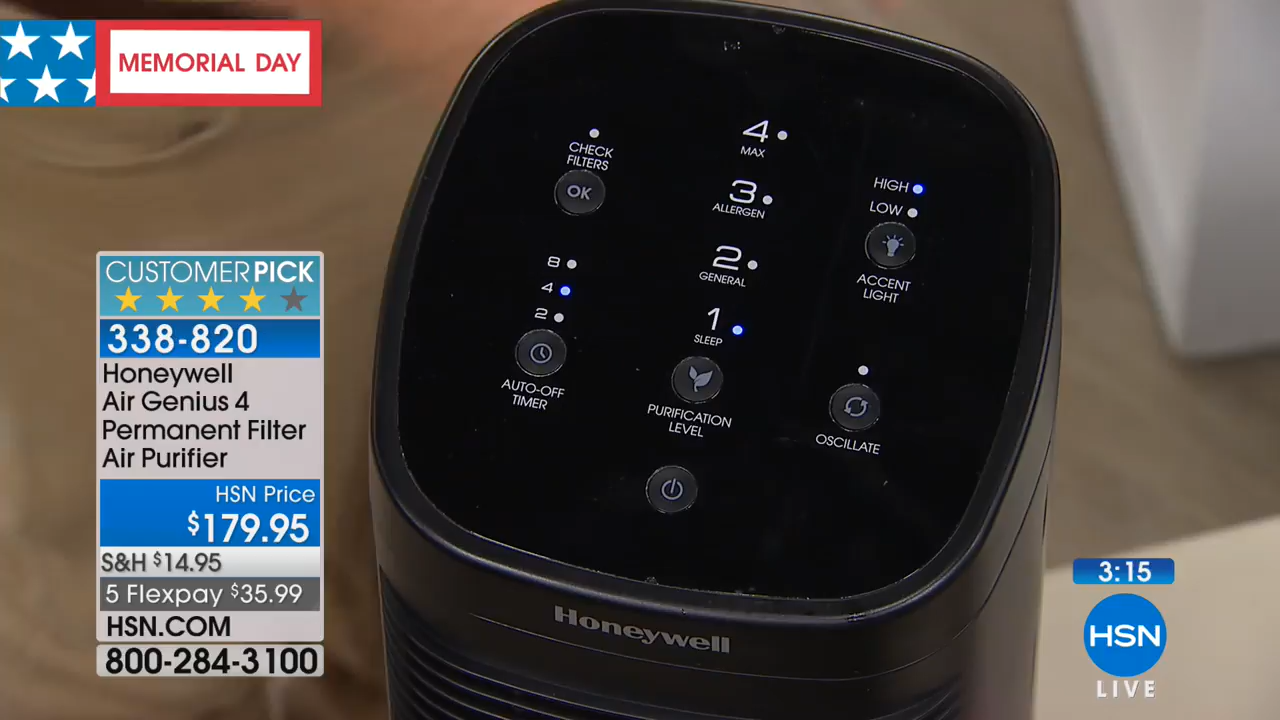 MEMORIAL DAY
CUSTOMER PICK
338-820
Honeywell
Air Genius 4
Permanent Filter
Air Purifier
HSN Price
$179.95
S&H $14.95
5 Flexpay $35.99
HSN.COM
800-284-3100
CHECK
FILTERS
OK
8
4
2
AUTO-OFF
TIMER
4
MAX
3
ALLERGEN
2
GENERAL
1
SLEEP
PURIFICATION
LEVEL
HIGH
LOW
ACCENT
LIGHT
OSCILLATE
Honeywell
3:15
HSN
LIVE